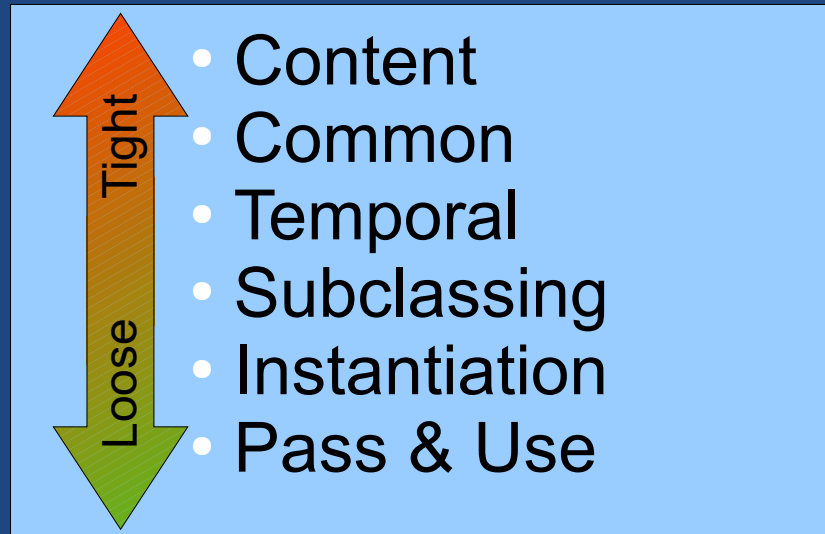 Tight
Loose
• Content
• Common
• Temporal
• Subclassing
• Instantiation
• Pass & Use